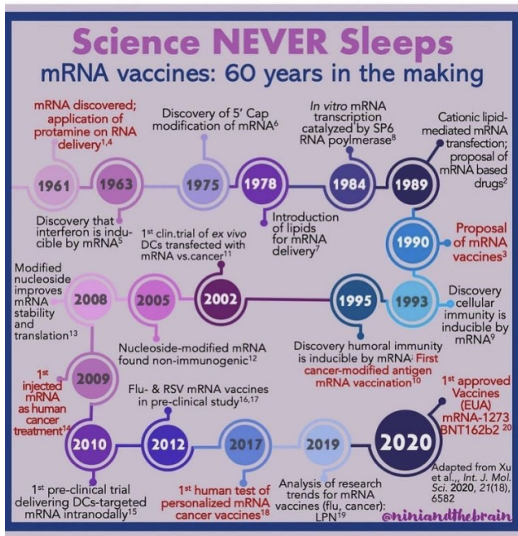 Science NEVER Sleeps
mRNA vaccines: 60 years in the making
mRNA discovered;
application of
protamine on RNA
delivery1,4
Discovery of 5' Cap
modification of mRNA6
In vitro mRNA
transcription
catalyzed by SP6
RNA poylmerase8
Cationic lipid-
mediated mRNA
transfection;
proposal of
mRNA based
drugs2
1961
1963
1975
1978
1984
1989
Discovery that
interferon is indu-
cible by mRNA5
1st clin.trial of ex vivo
DCs transfected with
mRNA vs.cancer11
Introduction
of lipids
for mRNA
delivery7
1990
Proposal
of mRNA
vaccines3
Modified
nucleoside
improves
mRNA
stability
and
translation13
2008
2005
2002
1995
1993
Discovery
cellular
immunity is
inducible by
mRNA9
Nucleoside-modified mRNA
found non-immunogenic12
Discovery humoral immunity
is inducible by mRNA; First
cancer-modified antigen
mRNA vaccination10
2009
1st
injected
mRNA
as human
cancer
treatment14
Flu- & RSV mRNA vaccines
in pre-clinical study16,17
1st approved
Vaccines
(EUA)
mRNA-1273
BNT162b2 20
2010
2012
2017
2019
2020
1st pre-clinical trial
delivering DCs-targeted
mRNA intranodally15
1st human test of
personalized mRNA
cancer vaccines18
Analysis of research
trends for mRNA
vaccines (flu, cancer):
LPN19
Adapted from Xu
et al.,, Int. J. Mol.
Sci. 2020, 21(18),
6582
@niniandthebrain